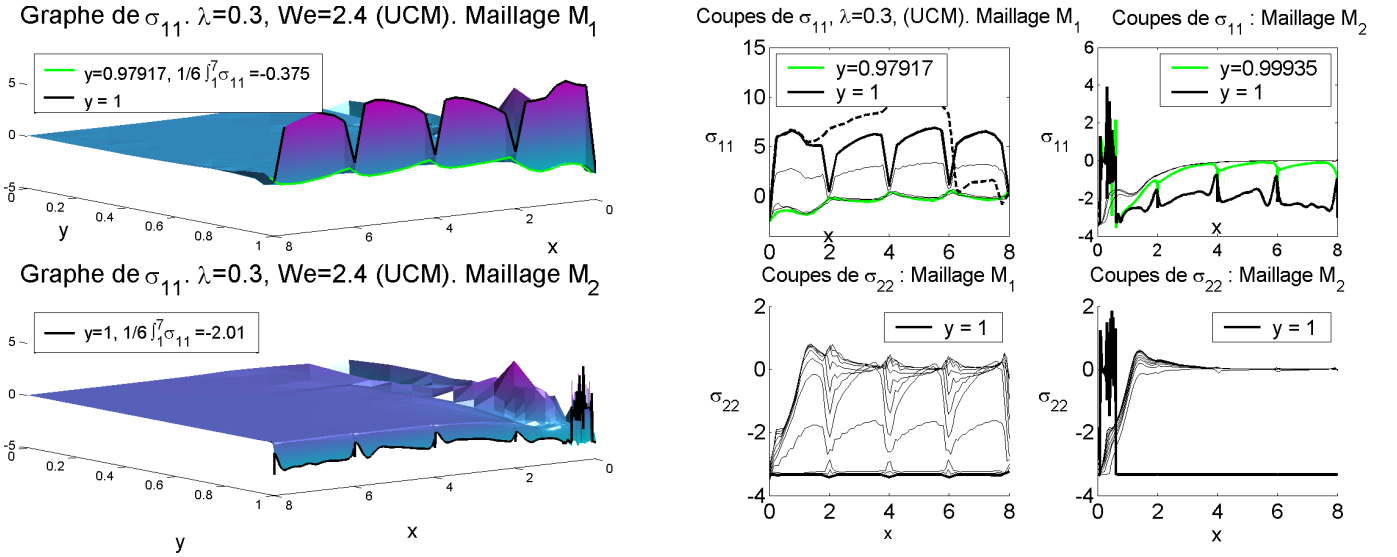 Graphe de σ11. λ=0.3, We=2.4 (UCM). Maillage M1
y=0.97917, 1/6 ∫₁⁷σ11 =-0.375
y = 1
5
0
-5
0
0.2
0.4
0.6
0.8
1
y
8
6
4
2
0
x
Graphe de σ11. λ=0.3, We=2.4 (UCM). Maillage M2
y=1, 1/6 ∫₁⁷σ11 =-2.01
5
0
-5
0
0.2
0.4
0.6
0.8
1
y
8
6
4
2
0
x
Coupes de σ11, λ=0.3, (UCM). Maillage M1
y=0.97917
y = 1
σ11
15
10
5
0
0
2
4
6
8
x
Coupes de σ11 : Maillage M2
y=0.99935
y = 1
σ11
6
4
2
0
-2
-4
0
2
4
6
8
x
Coupes de σ22 : Maillage M1
y = 1
σ22
2
0
-2
-4
0
2
4
6
8
x
Coupes de σ22 : Maillage M2
y = 1
σ22
2
0
-2
-4
0
2
4
6
8
x